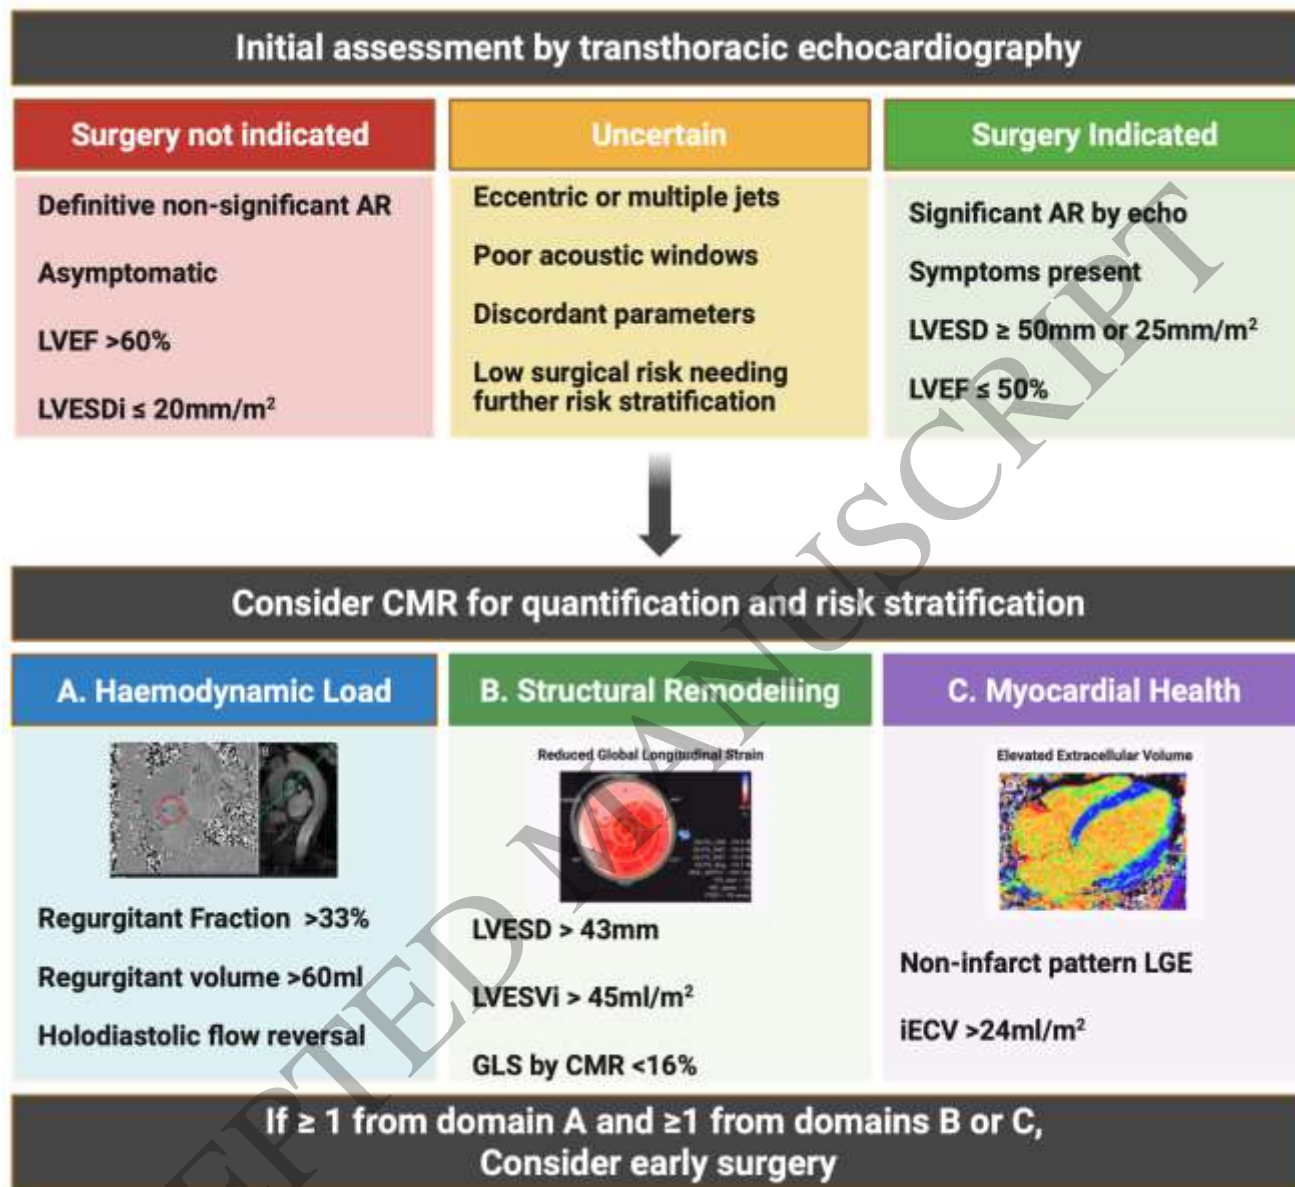 Initial assessment by transthoracic echocardiography
Surgery not indicated
Definitive non-significant AR
Asymptomatic
LVEF >60%
LVESDi ≤ 20mm/m²
Uncertain
Eccentric or multiple jets
Poor acoustic windows
Discordant parameters
Low surgical risk needing
further risk stratification
Surgery Indicated
Significant AR by echo
Symptoms present
LVESD ≥ 50mm or 25mm/m²
LVEF ≤ 50%
Consider CMR for quantification and risk stratification
A. Haemodynamic Load
Regurgitant Fraction >33%
Regurgitant volume >60ml
Holodiastolic flow reversal
B. Structural Remodelling
Reduced Global Longitudinal Strain
LVESD > 43mm
LVESVi > 45ml/m²
GLS by CMR <16%
C. Myocardial Health
Elevated Extracellular Volume
Non-infarct pattern LGE
iECV >24ml/m²
If ≥ 1 from domain A and ≥1 from domains B or C,
Consider early surgery
EPTED MANUSCRIPT